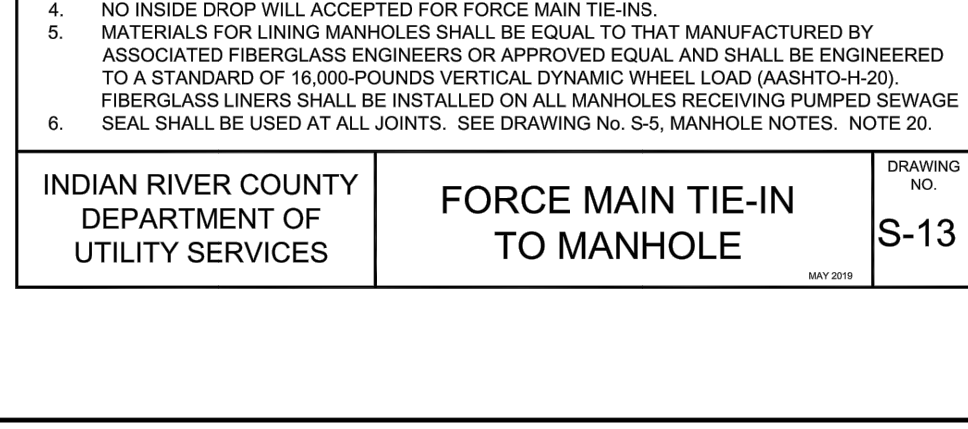 4. NO INSIDE DROP WILL ACCEPTED FOR FORCE MAIN TIE-INS.
5. MATERIALS FOR LINING MANHOLES SHALL BE EQUAL TO THAT MANUFACTURED BY
ASSOCIATED FIBERGLASS ENGINEERS OR APPROVED EQUAL AND SHALL BE ENGINEERED
TO A STANDARD OF 16,000-POUNDS VERTICAL DYNAMIC WHEEL LOAD (AASHTO-H-20).
FIBERGLASS LINERS SHALL BE INSTALLED ON ALL MANHOLES RECEIVING PUMPED SEWAGE
6. SEAL SHALL BE USED AT ALL JOINTS. SEE DRAWING No. S-5, MANHOLE NOTES. NOTE 20.
INDIAN RIVER COUNTY
DEPARTMENT OF
UTILITY SERVICES
FORCE MAIN TIE-IN
TO MANHOLE
MAY 2019
DRAWING
NO.
S-13